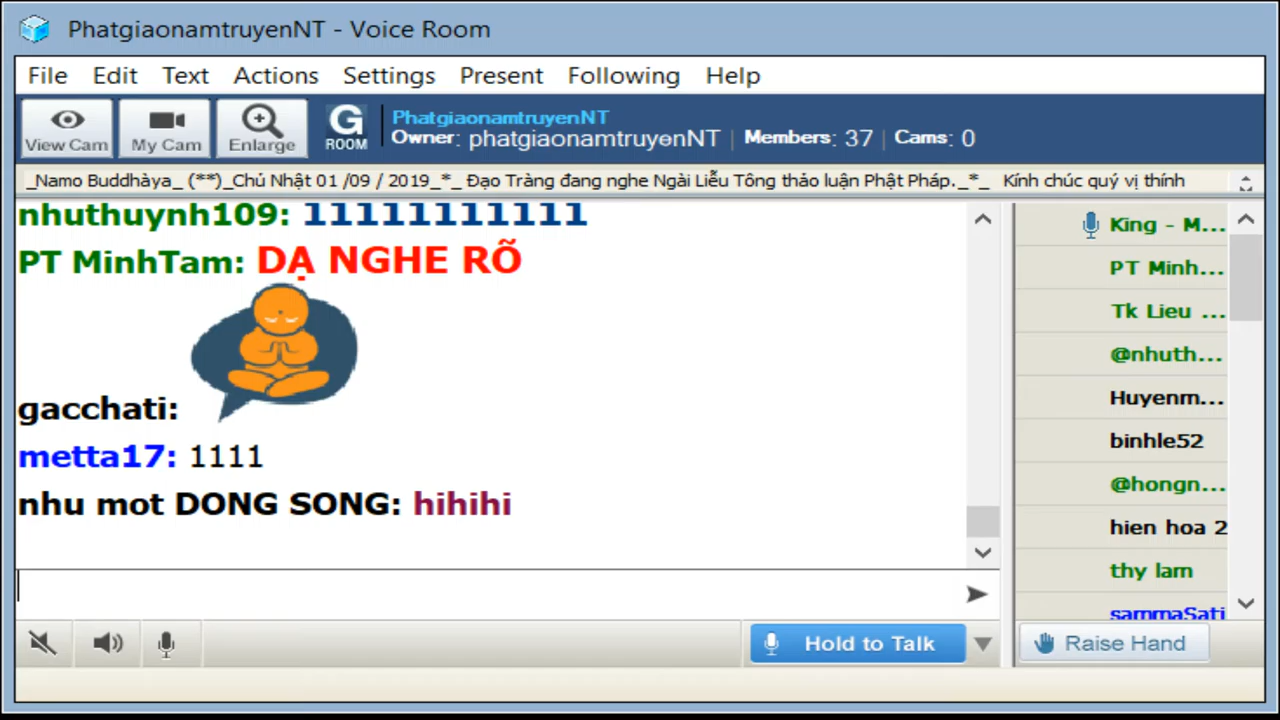 PhatgiaonamtruyenNT - Voice Room
File Edit Text Actions Settings Present Following Help
View Cam
My Cam
Enlarge
G ROOM
PhatgiaonamtruyenNT
Owner: phatgiaonamtruyenNT | Members: 37 | Cams: 0
_Namo Buddhàya_ (**)_Chủ Nhật 01 /09 / 2019_*_ Đạo Tràng đang nghe Ngài Liễu Tông thảo luận Phật Pháp._*_ Kính chúc quý vị thính
nhuthuynh109: 11111111111
PT MinhTam: DẠ NGHE RÕ
gacchati:
metta17: 1111
nhu mot DONG SONG: hihihi
King - M...
PT Minh...
Tk Lieu ...
@nhuth...
Huyenm...
binhle52
@hongn...
hien hoa 2
thy lam
sammaSati
Hold to Talk
Raise Hand